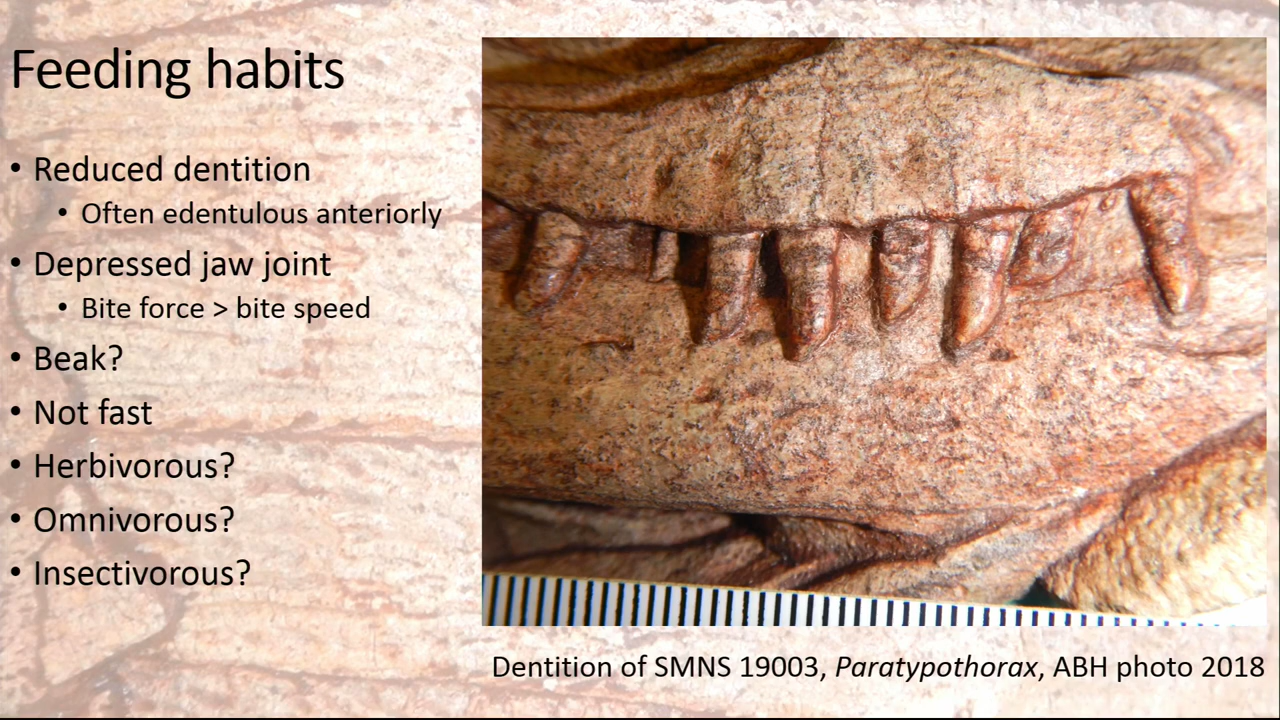 Feeding habits
• Reduced dentition
• Often edentulous anteriorly
• Depressed jaw joint
• Bite force > bite speed
• Beak?
• Not fast
• Herbivorous?
• Omnivorous?
• Insectivorous?
Dentition of SMNS 19003, Paratypothorax, ABH photo 2018